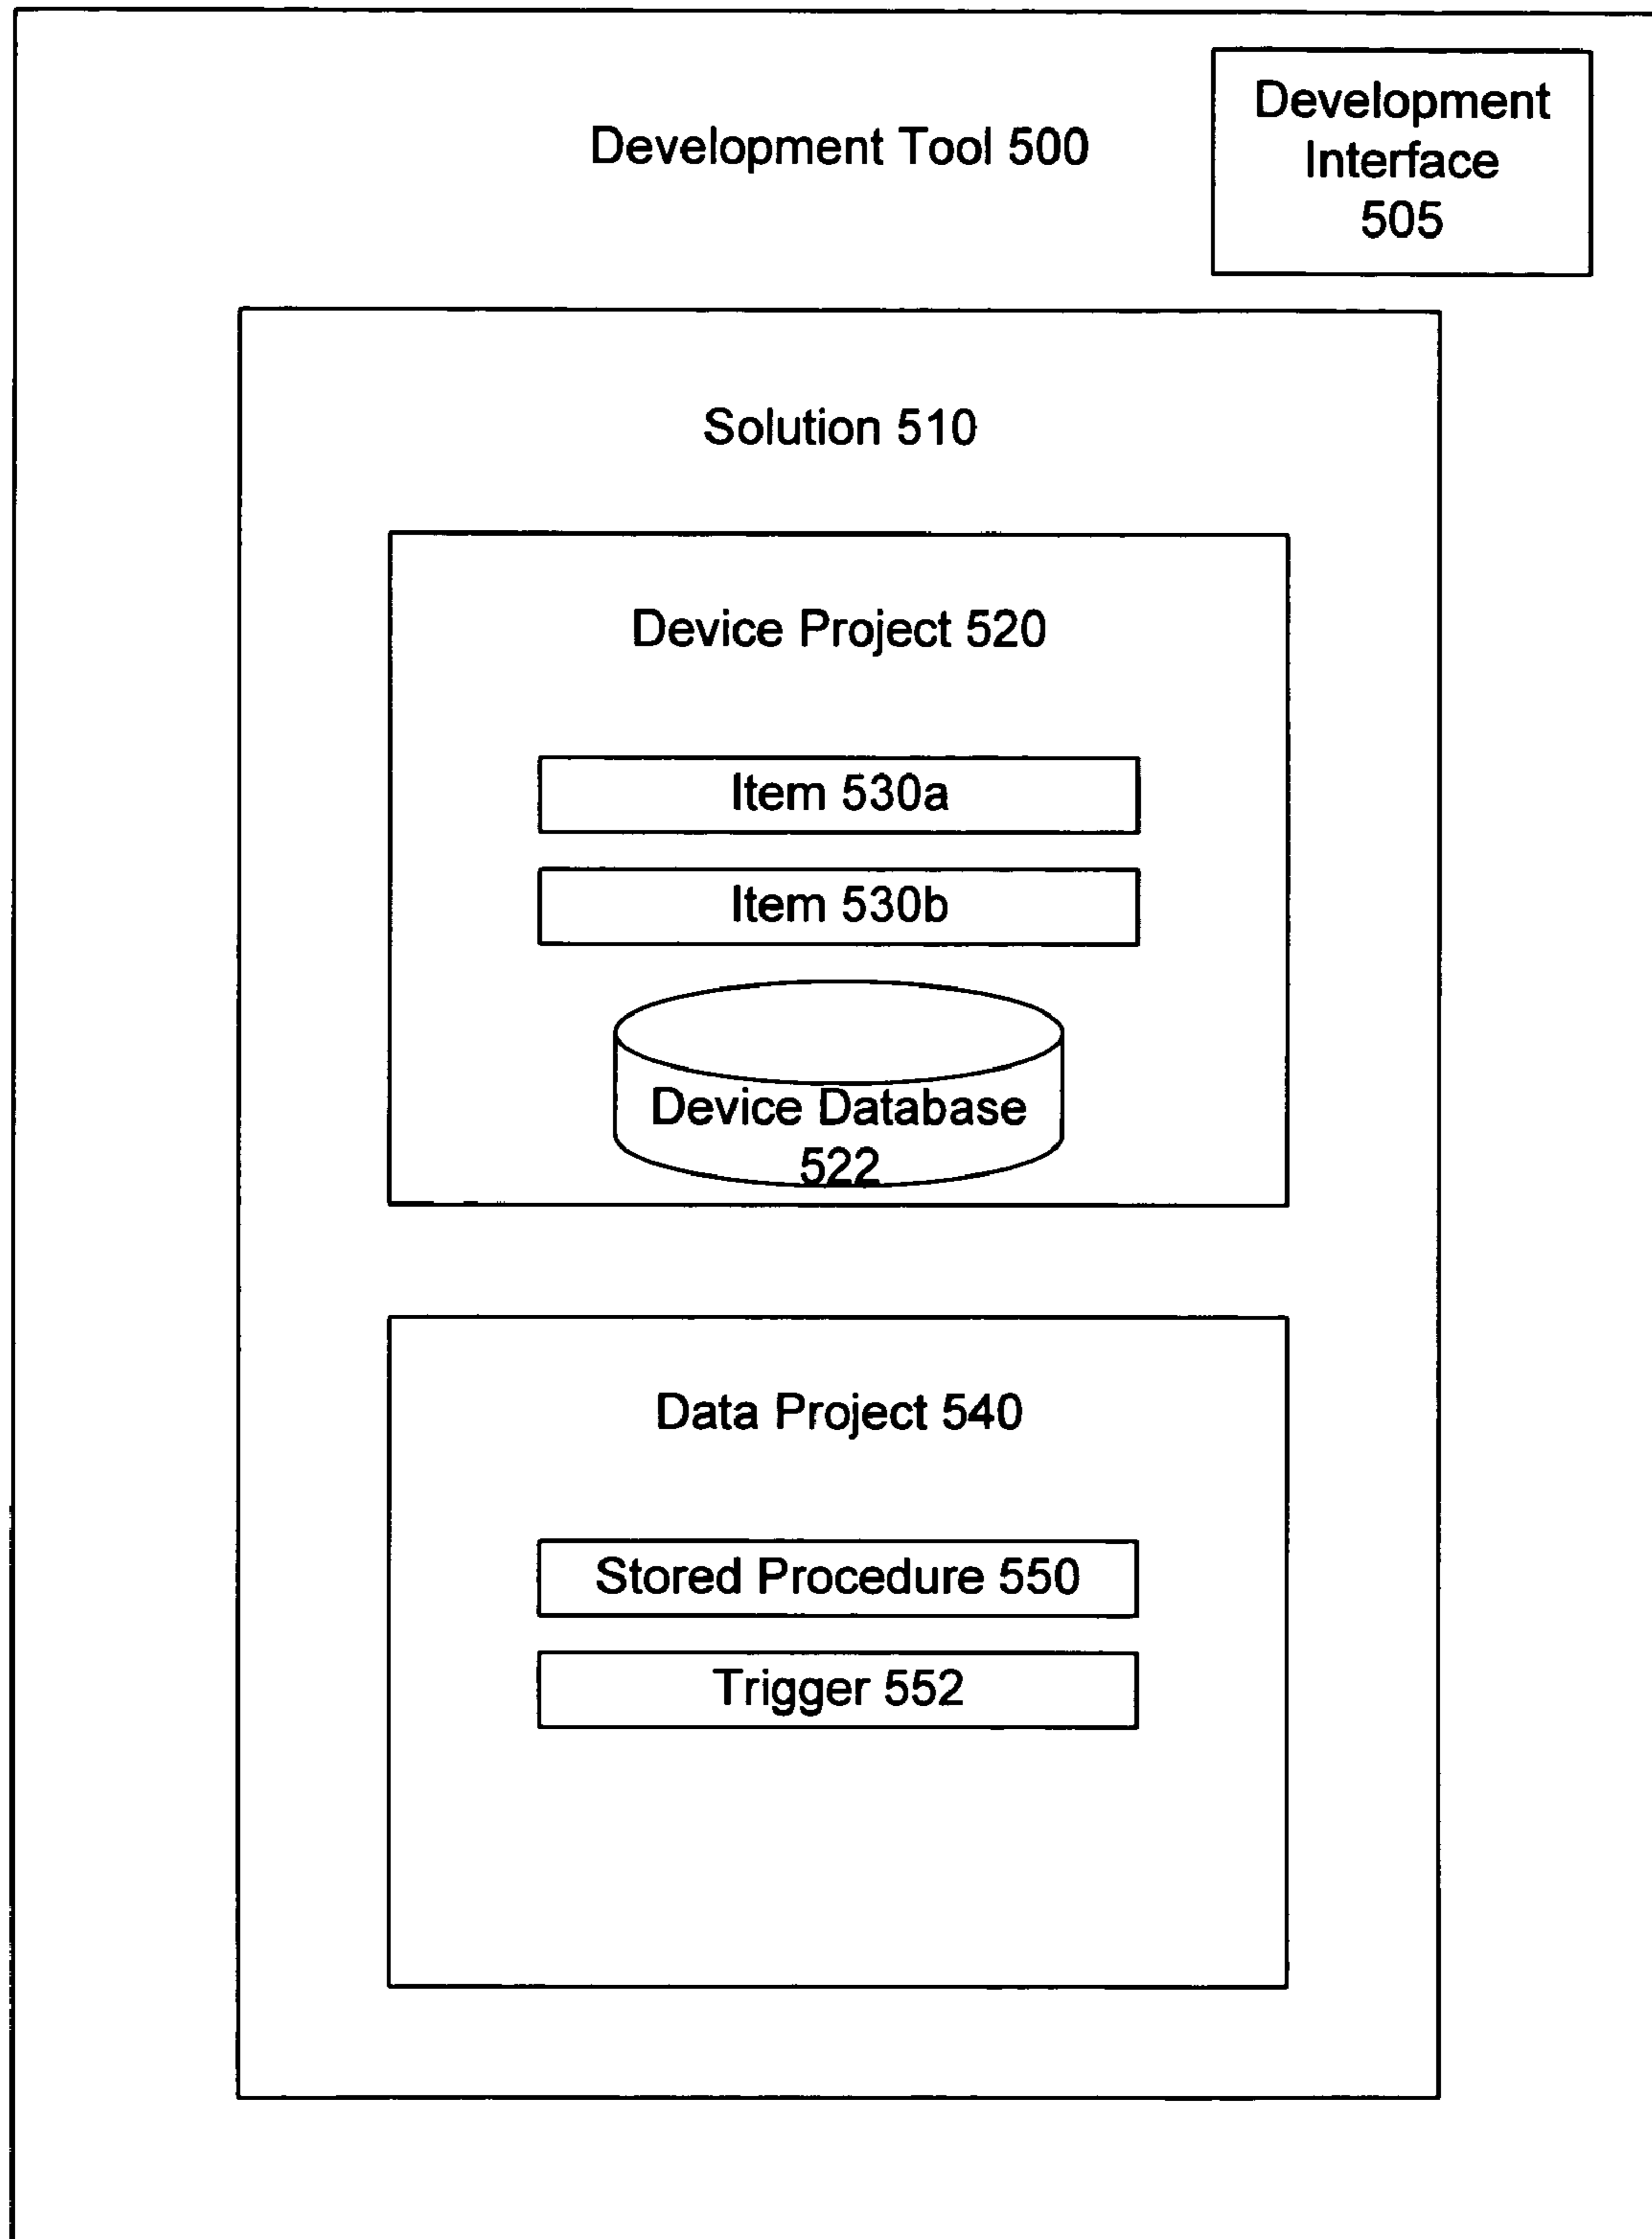 Development Tool 500
Development
Interface
505
Solution 510
Device Project 520
Item 530a
Item 530b
Device Database
522
Data Project 540
Stored Procedure 550
Trigger 552